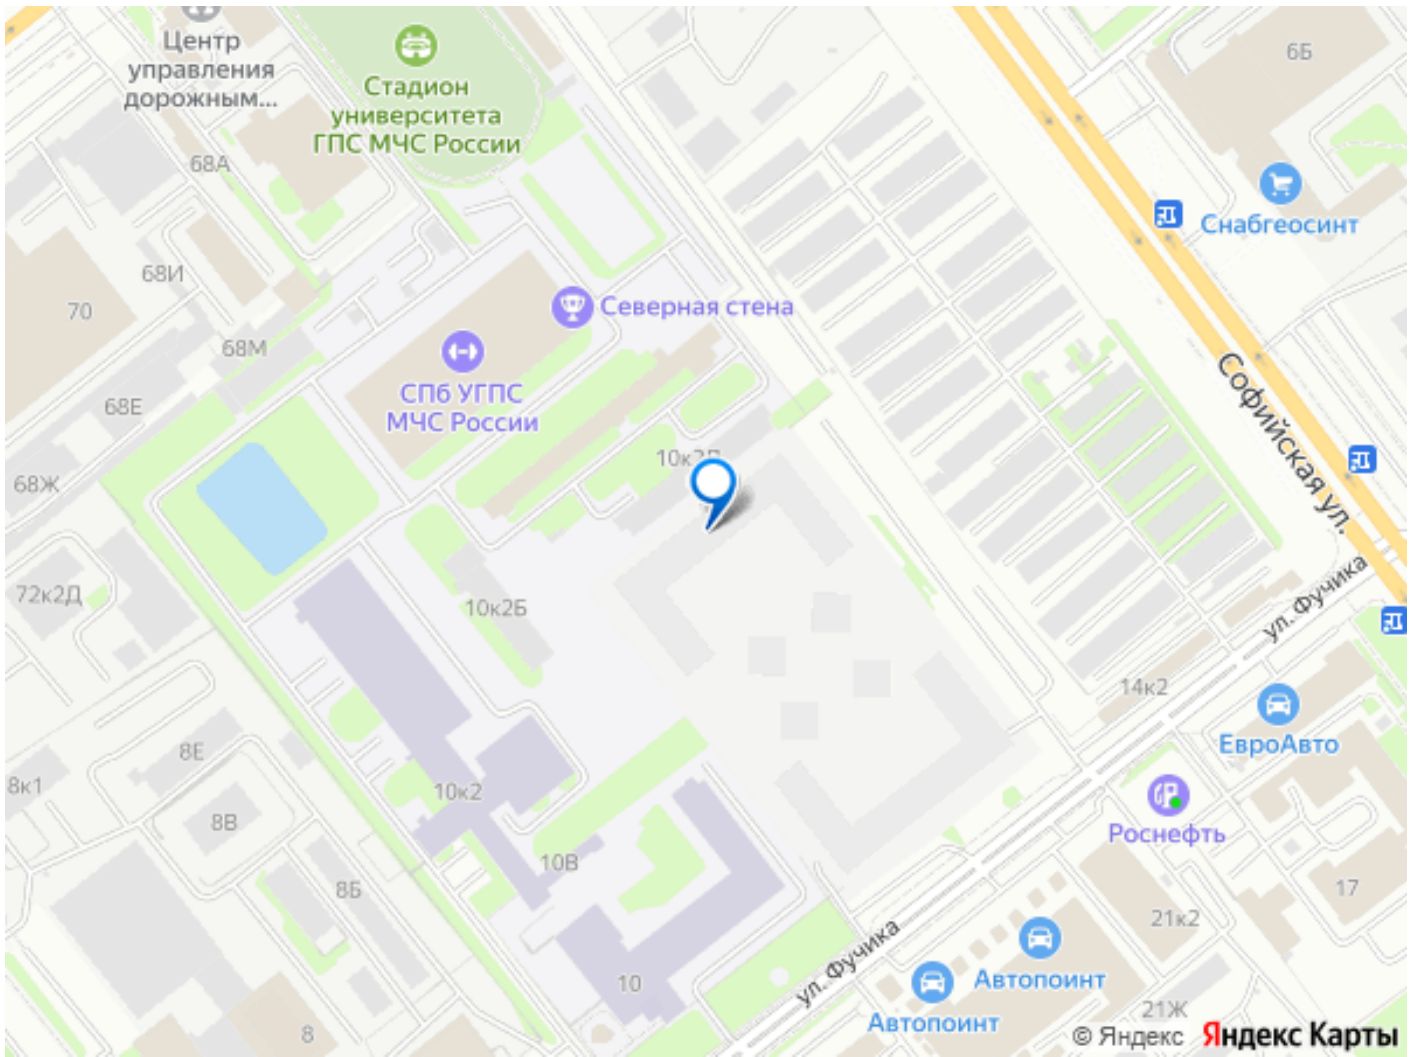 Центр
управления
дорожным...
Стадион
университета
ГПС МЧС России
6Б
68А
Снабгеосинт
68И
70
Северная стена
68М
СПб УГПС
МЧС России
68Е
Софийская ул.
68Ж
72к2Д
10к2Б
ул. Фучика
14к2
ЕвроАвто
8Е
8к1
10к2
8В
Роснефть
10В
8Б
17
21к2
ул. Фучика
Автопоинт
10
Автопоинт
21Ж
8
© Яндекс Яндекс Карты